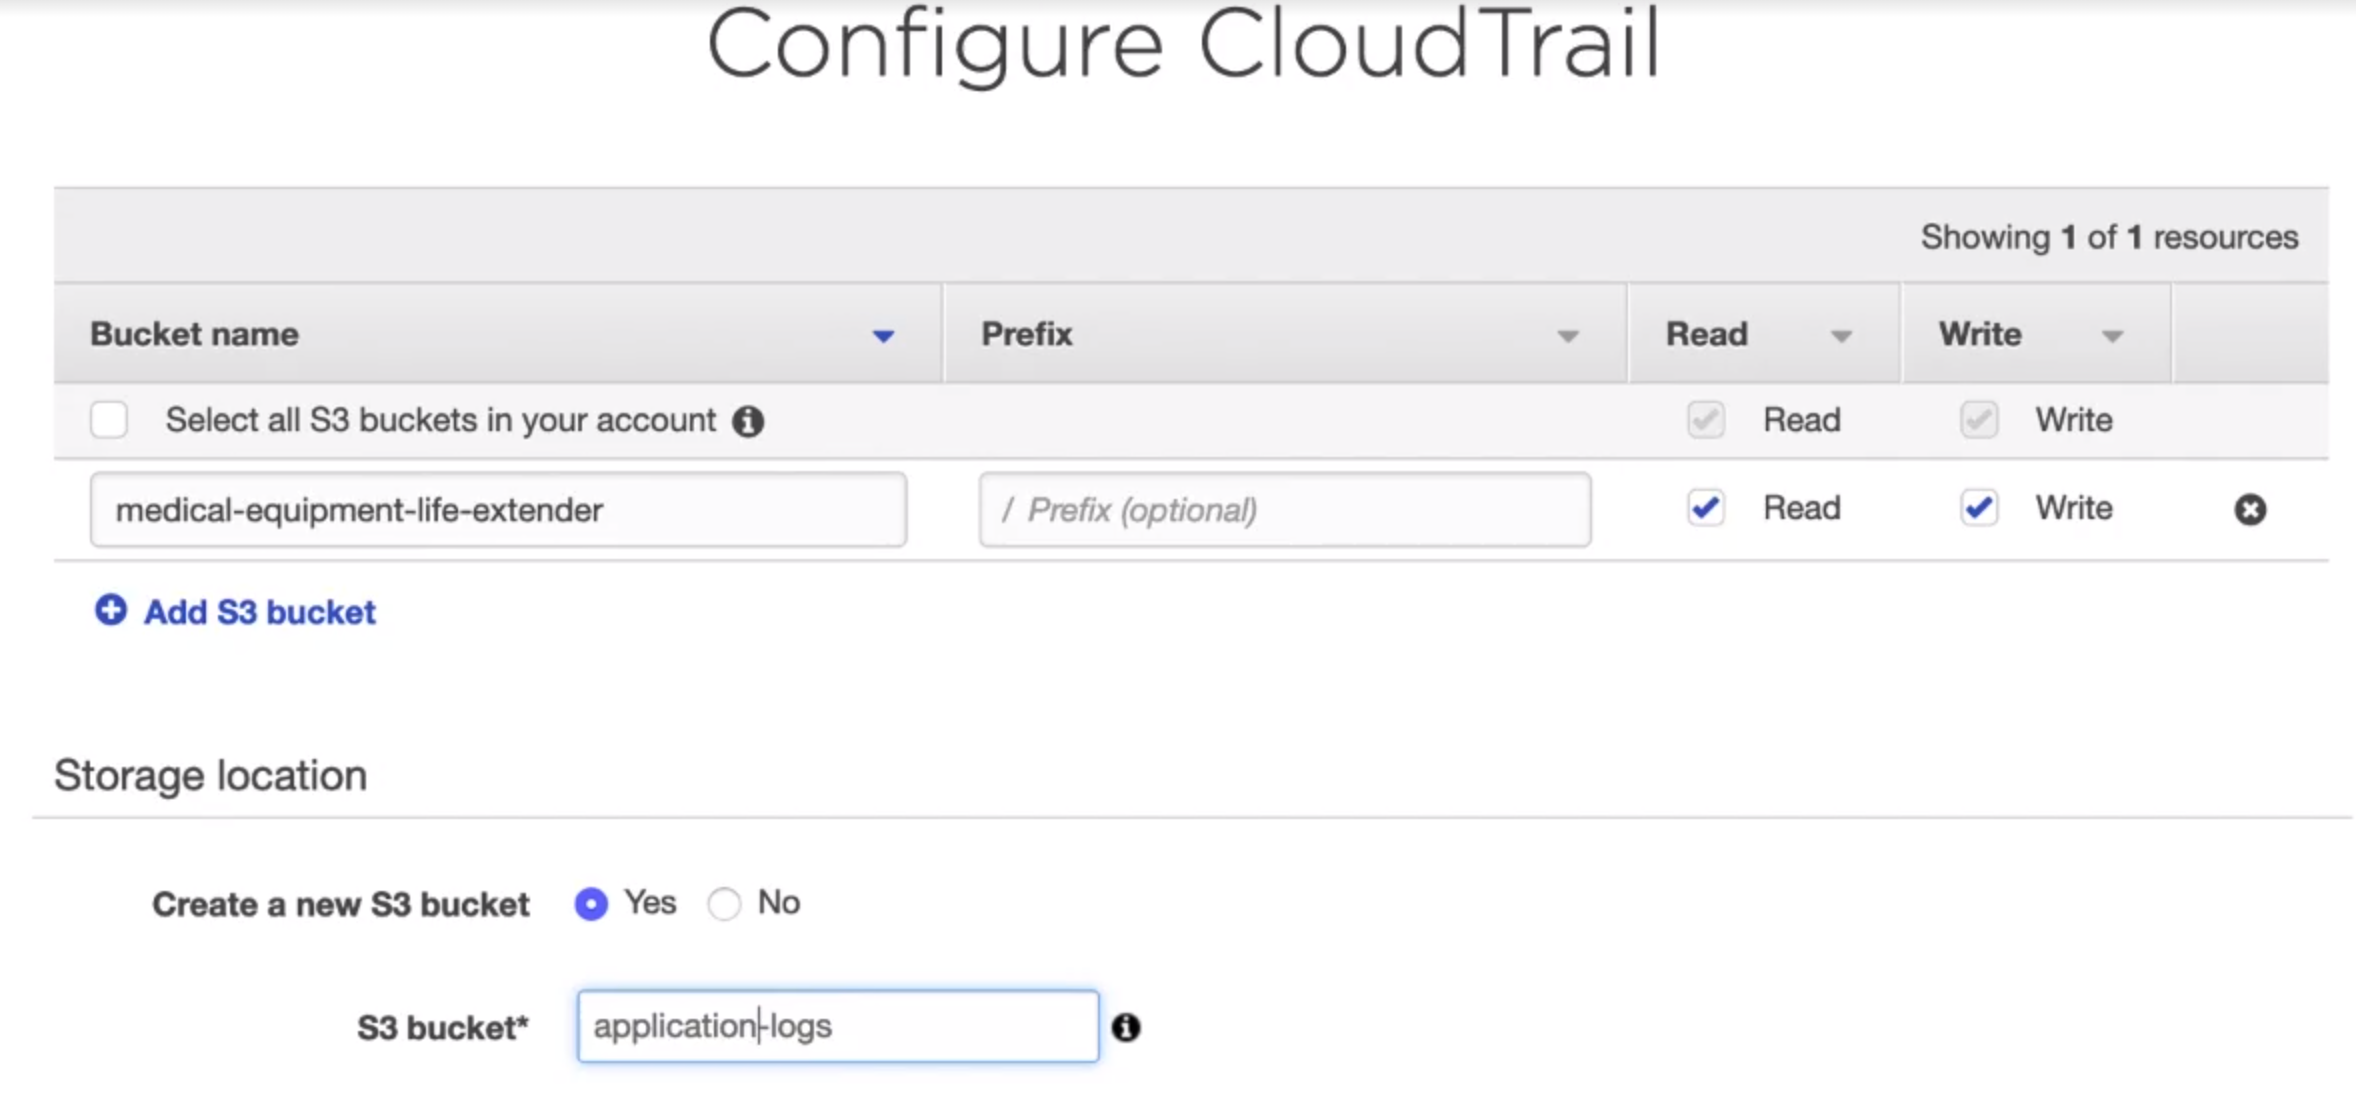 Configure CloudTrail
Showing 1 of 1 resources
Bucket name Prefix Read Write
Select all S3 buckets in your account Read Write
medical-equipment-life-extender / Prefix (optional) Read Write
Add S3 bucket
Storage location
Create a new S3 bucket Yes No
S3 bucket* application-logs